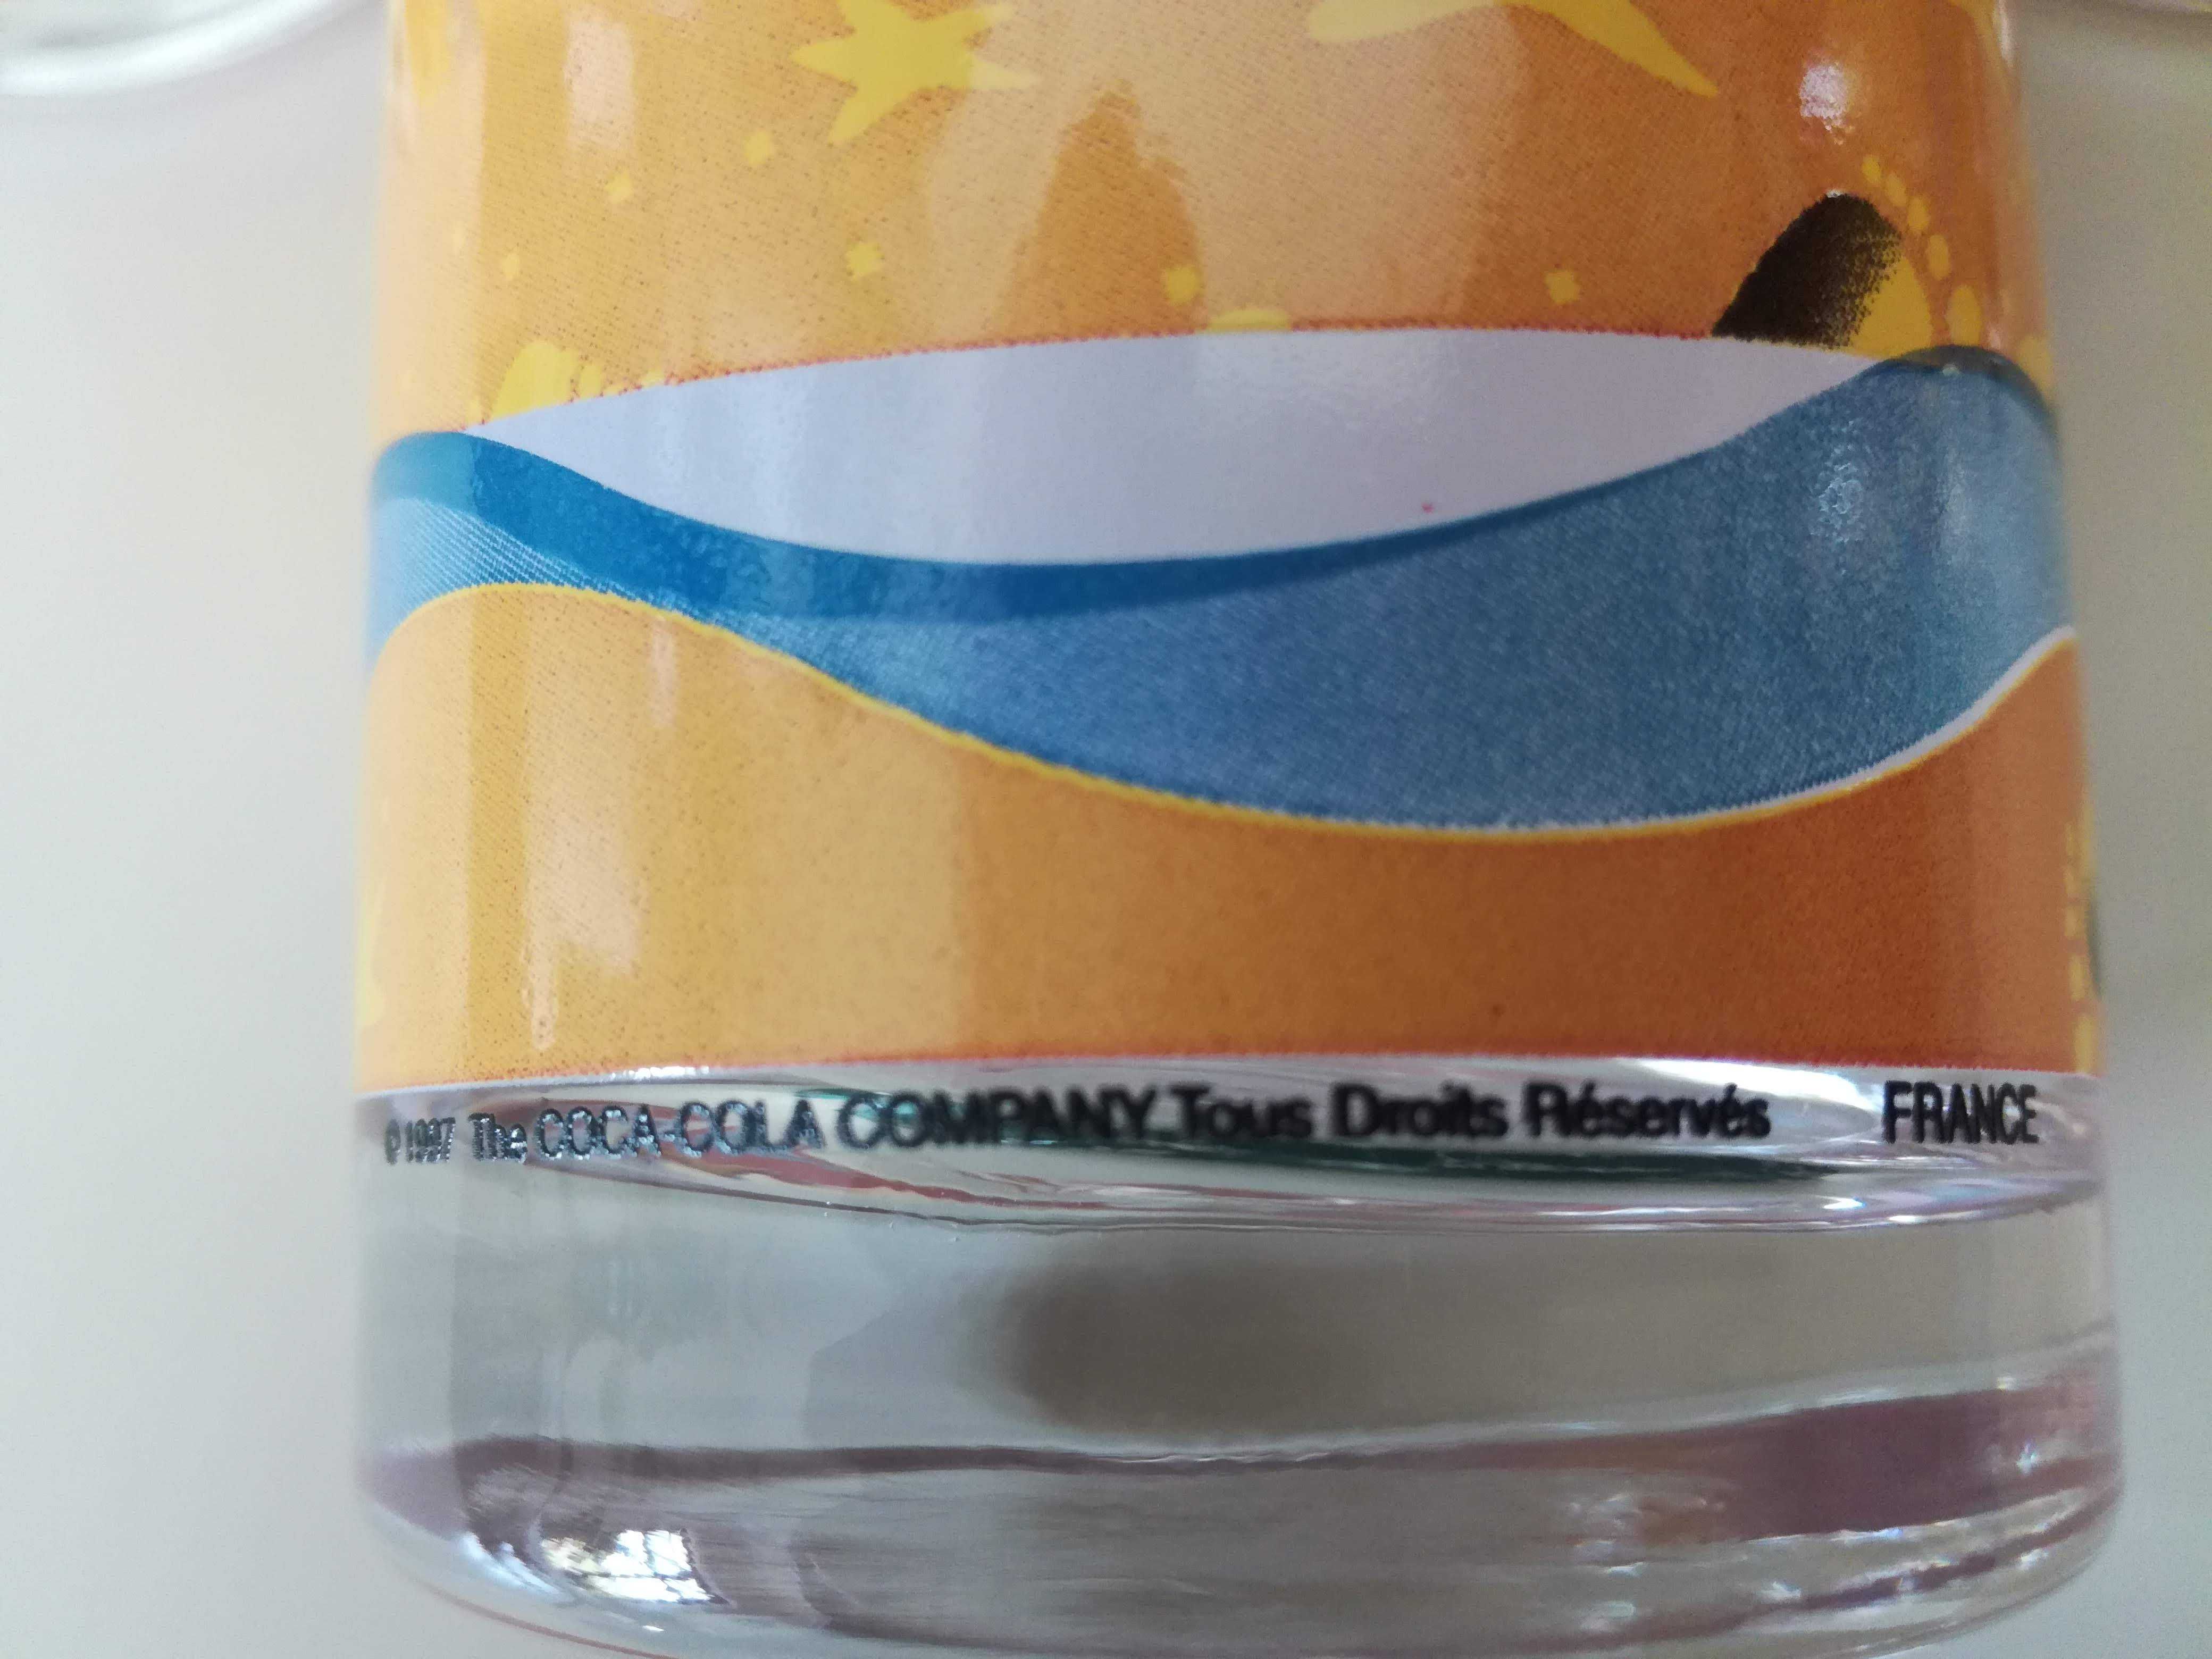 © 1997 The COCA-COLA COMPANY Tous Droits Réservés FRANCE